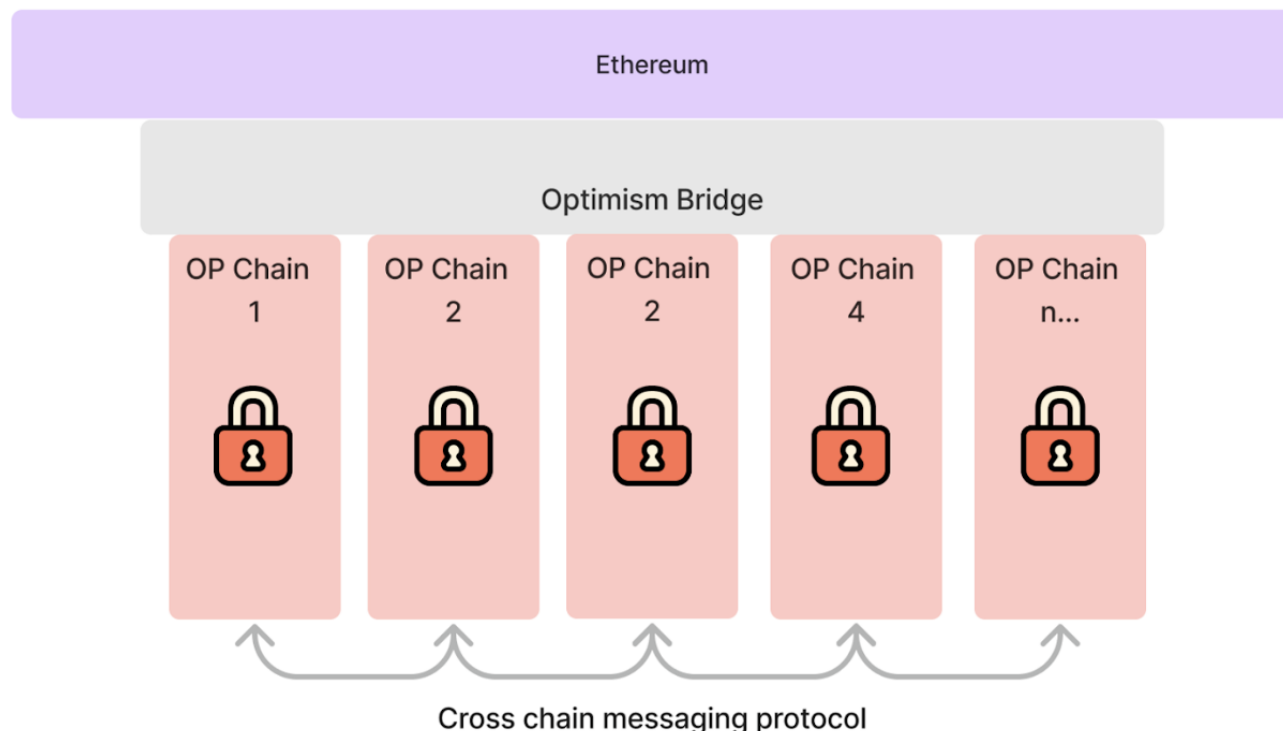 Ethereum
Optimism Bridge
OP Chain
1
OP Chain
2
OP Chain
2
OP Chain
4
OP Chain
n...
Cross chain messaging protocol